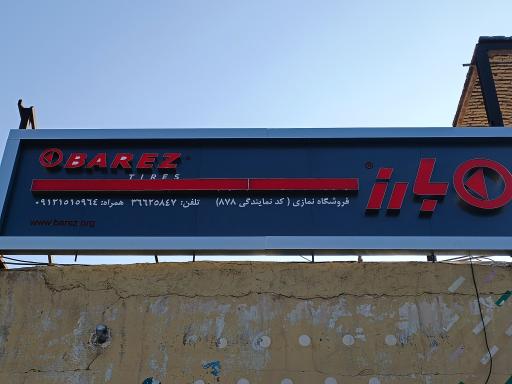 BAREZ
TIRES
بارز
فروشگاه نمازی ( کد نمایندگی ۸۷۸) تلفن: ۳۶۶۲۵۸۴۷ همراه: ۰۹۱۲۱۵۱۵۹۶۴
www.barez.org